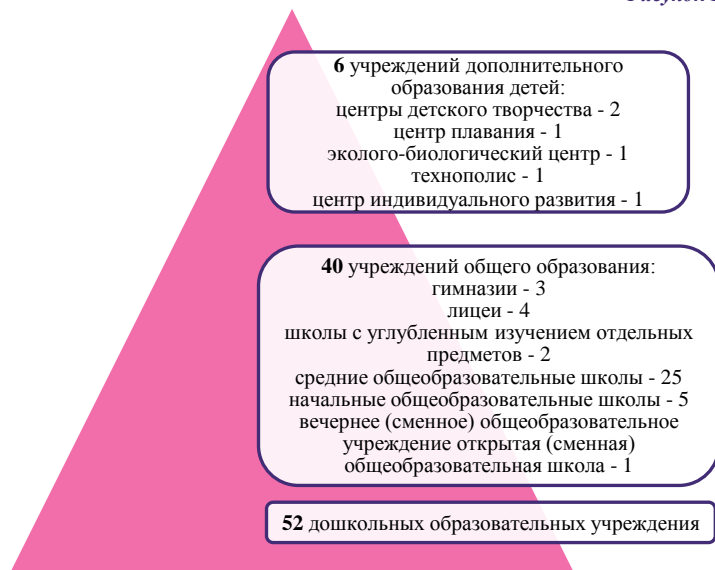 6 учреждений дополнительного
образования детей:
центры детского творчества - 2
центр плавания - 1
эколого-биологический центр - 1
технополис - 1
центр индивидуального развития - 1
40 учреждений общего образования:
гимназии - 3
лицеи - 4
школы с углубленным изучением отдельных
предметов - 2
средние общеобразовательные школы - 25
начальные общеобразовательные школы - 5
вечернее (сменное) общеобразовательное
учреждение открытая (сменная)
общеобразовательная школа - 1
52 дошкольных образовательных учреждения